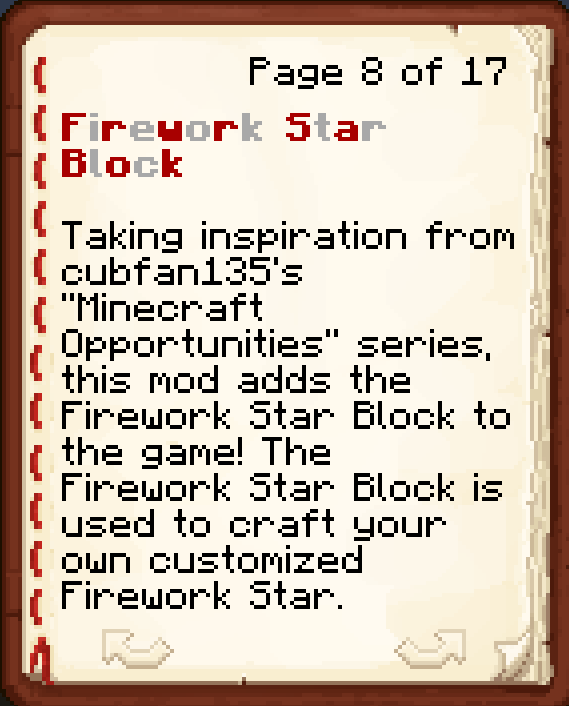 Page 8 of 17
Firework Star
Block
Taking inspiration from
cubfan135's
"Minecraft
Opportunities" series,
this mod adds the
Firework Star Block to
the game! The
Firework Star Block is
used to craft your
own customized
Firework Star.